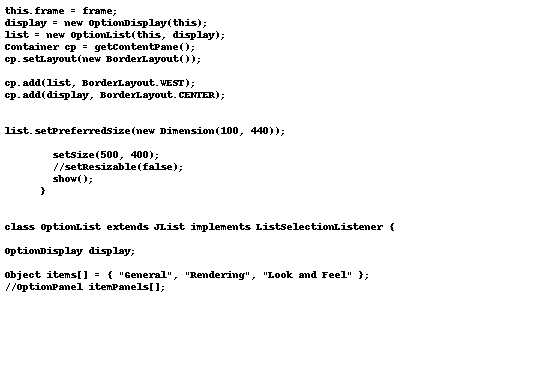 this.frame = frame;
display = new OptionDisplay(this);
list = new OptionList(this, display);
Container cp = getContentPane();
cp.setLayout(new BorderLayout());
cp.add(list, BorderLayout.WEST);
cp.add(display, BorderLayout.CENTER);
list.setPreferredSize(new Dimension(100, 440));
setSize(500, 400);
//setResizable(false);
show();
}
class OptionList extends JList implements ListSelectionListener {
OptionDisplay display;
Object items[] = { "General", "Rendering", "Look and Feel" };
//OptionPanel itemPanels[];